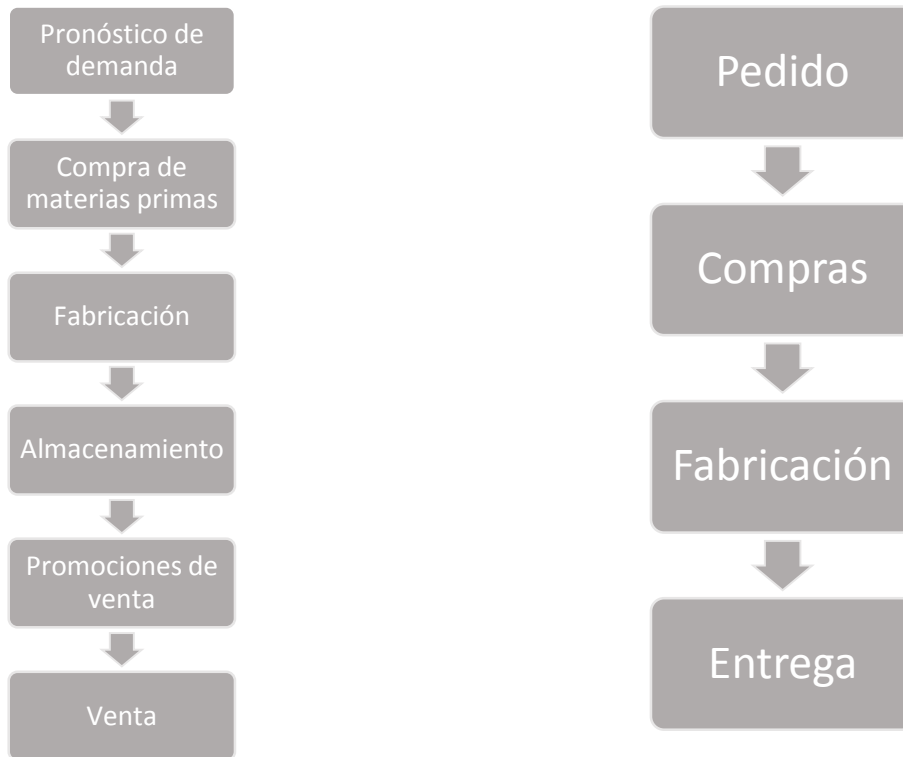 Pronóstico de
demanda
Compra de
materias primas
Fabricación
Almacenamiento
Promociones de
venta
Venta
Pedido
Compras
Fabricación
Entrega